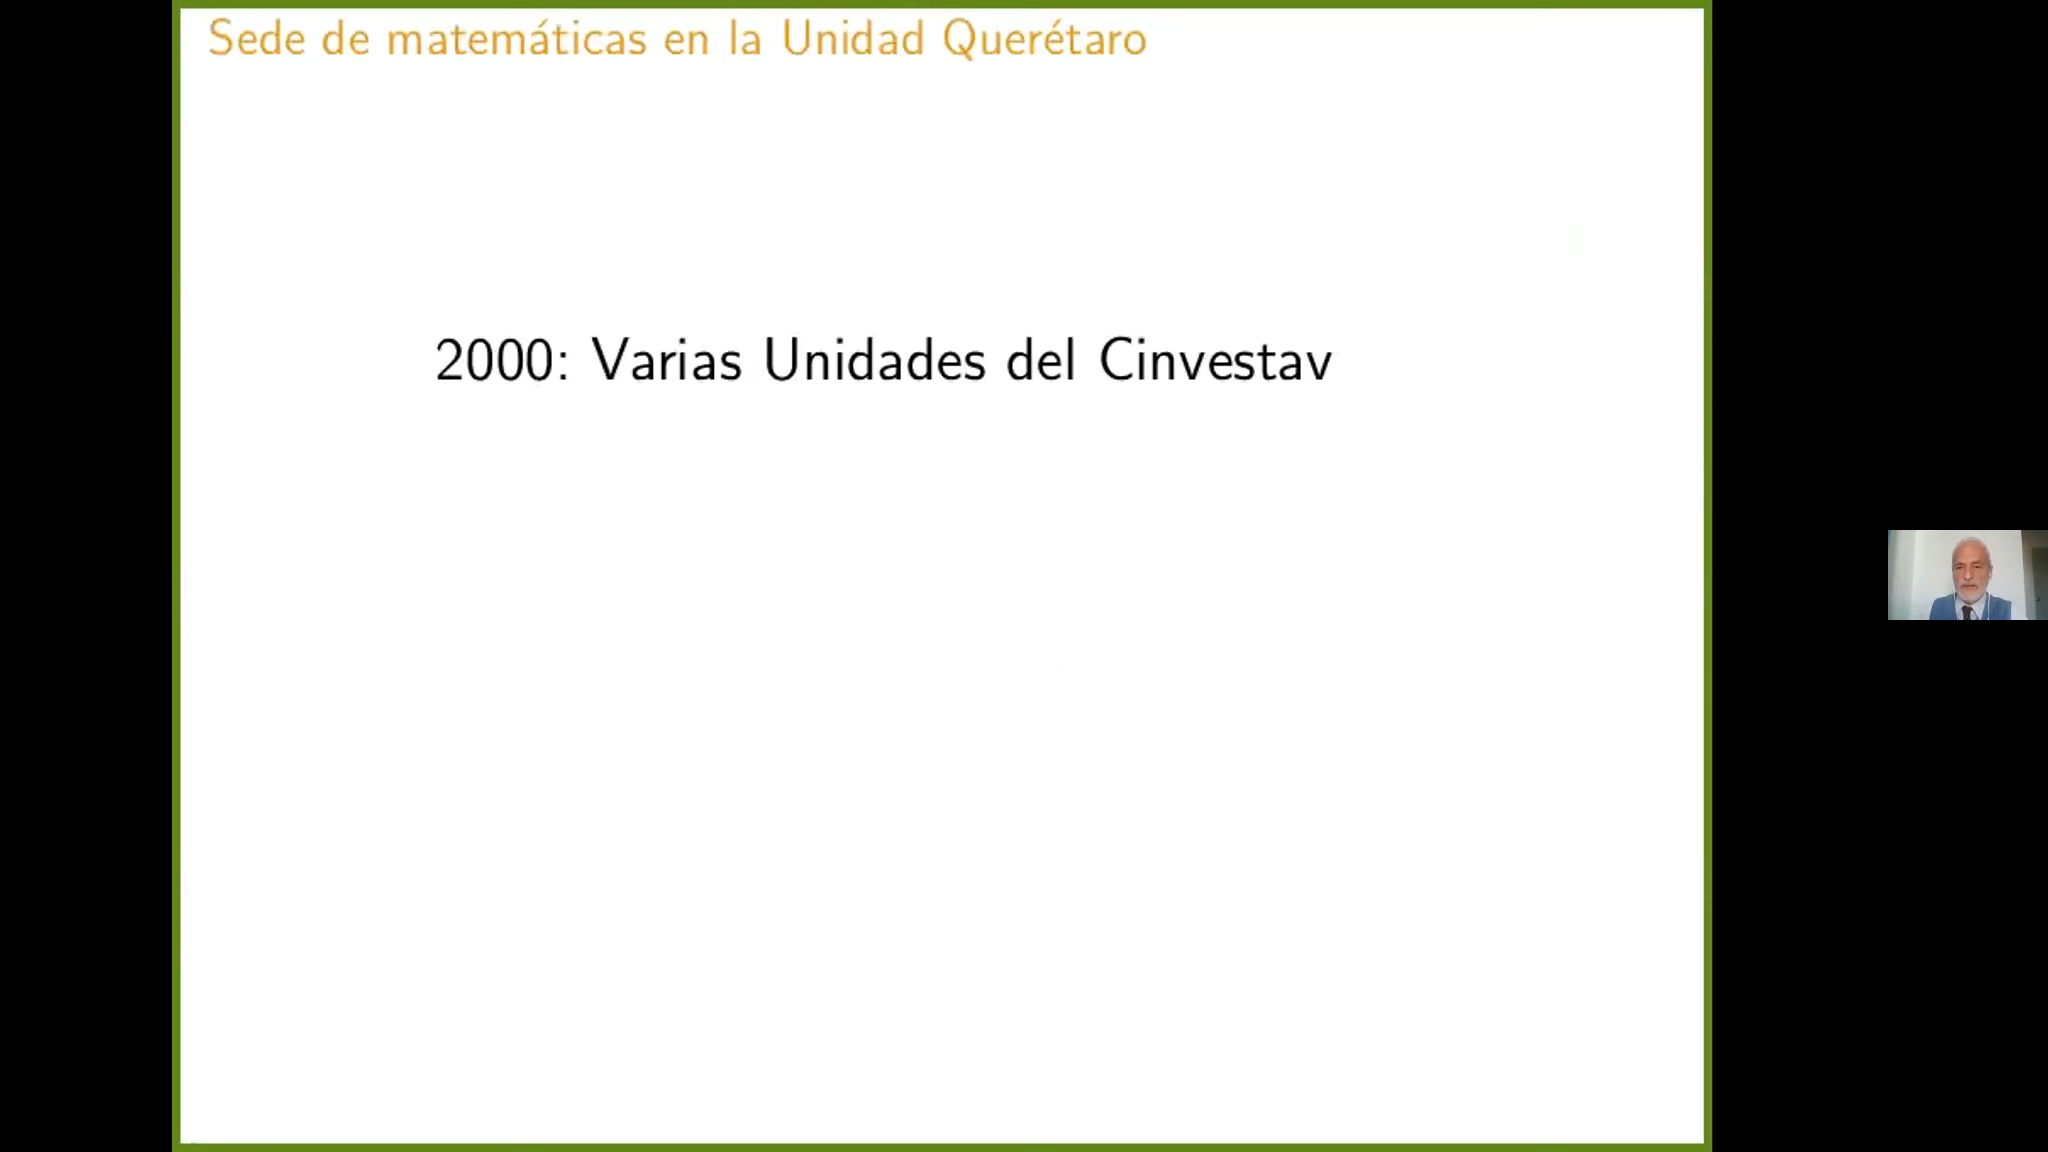 Sede de matemáticas en la Unidad Querétaro
2000: Varias Unidades del Cinvestav